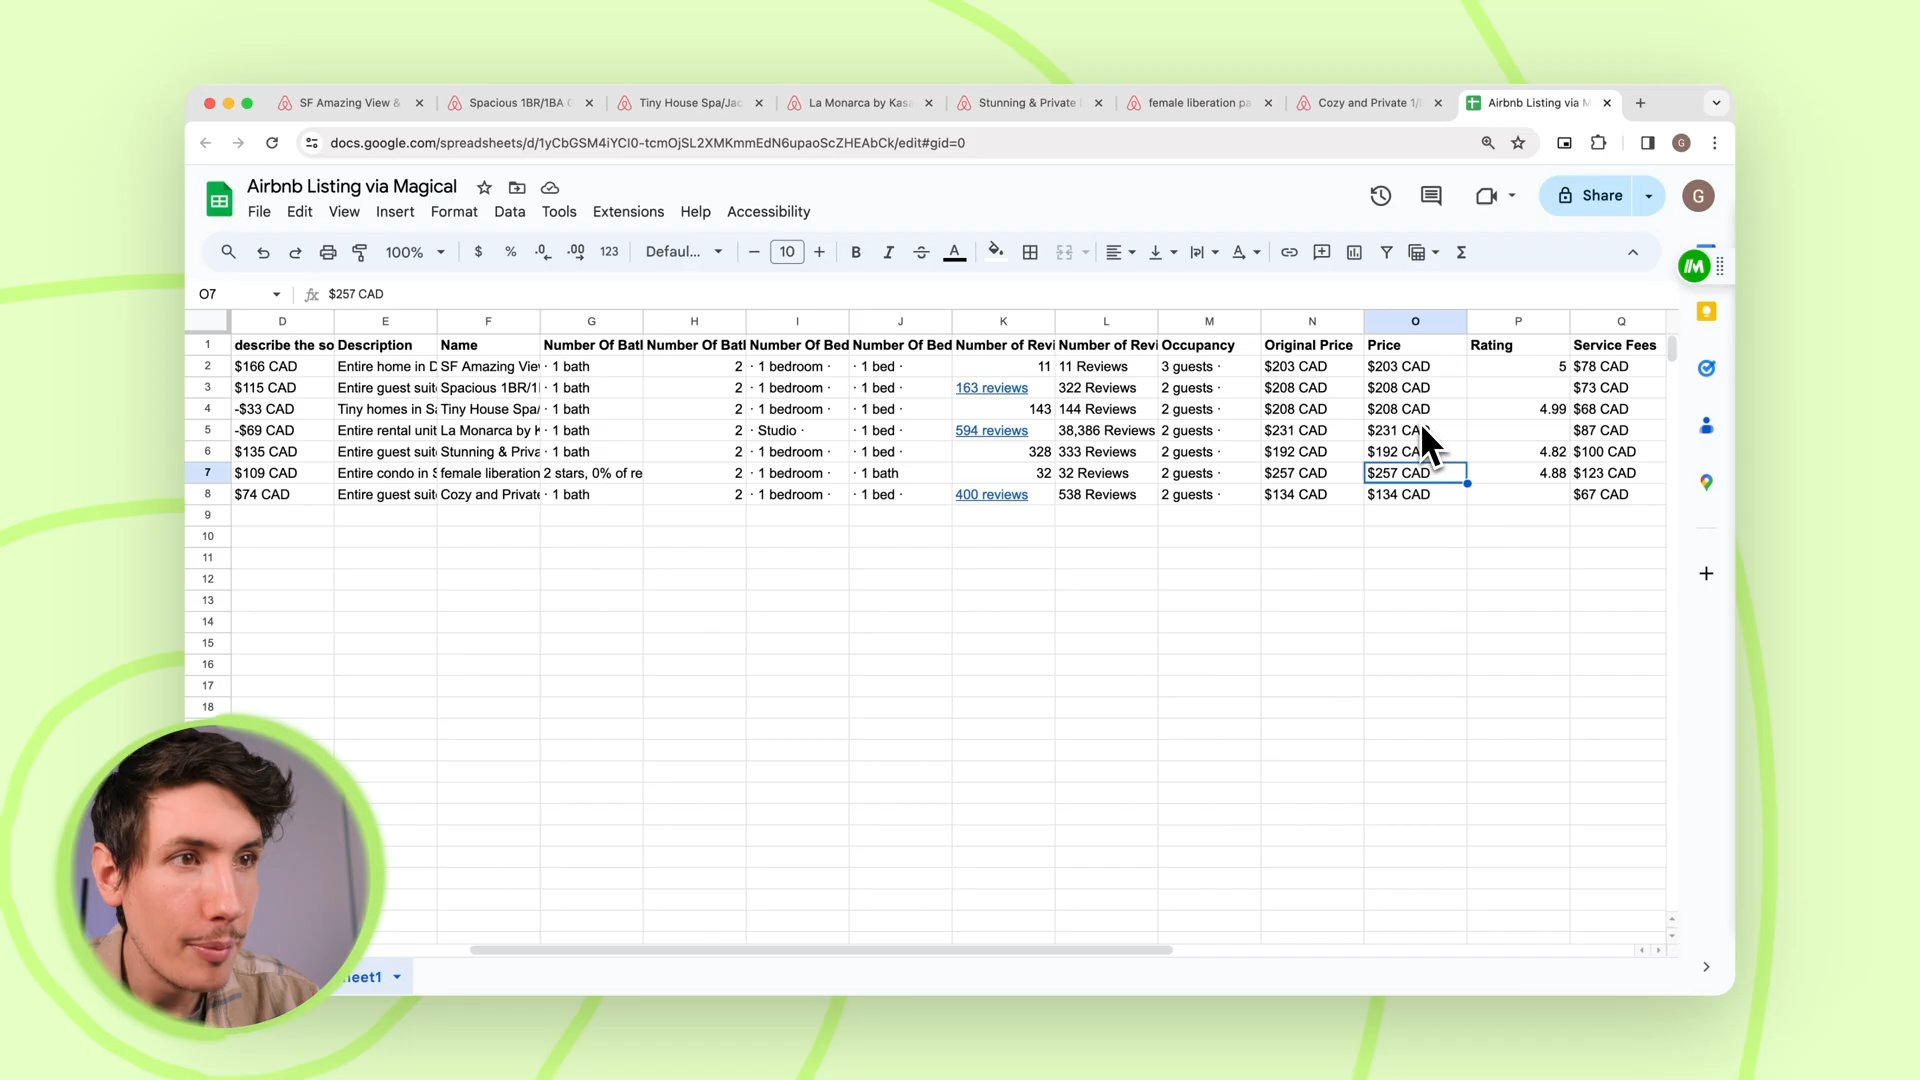 SF Amazing View &
Spacious 1BR/1BA
Tiny House Spa/Jac
La Monarca by Kasa
Stunning & Private
female liberation pa
Cozy and Private 1/
Airbnb Listing via M
docs.google.com/spreadsheets/d/1yCbGSM4iYCI0-tcmOjSL2XMKmmEdN6upaoScZHEAbCk/edit#gid=0
Airbnb Listing via Magical
File Edit View Insert Format Data Tools Extensions Help Accessibility
Share
G
100% $ % .0 .00 123 Defaul... 10 B I A
O7 fx $257 CAD
D E F G H I J K L M N O P Q
1 describe the so Description Name Number Of Batl Number Of Batl Number Of Bed Number Of Bed Number of Revi Number of Revi Occupancy Original Price Price Rating Service Fees
2 $166 CAD Entire home in D SF Amazing Vie · 1 bath 2 · 1 bedroom · · 1 bed · 11 11 Reviews 3 guests · $203 CAD $203 CAD 5 $78 CAD
3 $115 CAD Entire guest suit Spacious 1BR/1 · 1 bath 2 · 1 bedroom · · 1 bed · 163 reviews 322 Reviews 2 guests · $208 CAD $208 CAD $73 CAD
4 -$33 CAD Tiny homes in Sa Tiny House Spa/ · 1 bath 2 · 1 bedroom · · 1 bed · 143 144 Reviews 2 guests · $208 CAD $208 CAD 4.99 $68 CAD
5 -$69 CAD Entire rental unit La Monarca by K · 1 bath 2 · Studio · · 1 bed · 594 reviews 38,386 Reviews 2 guests · $231 CAD $231 CAD $87 CAD
6 $135 CAD Entire guest suit Stunning & Priva · 1 bath 2 · 1 bedroom · · 1 bed · 328 333 Reviews 2 guests · $192 CAD $192 CAD 4.82 $100 CAD
7 $109 CAD Entire condo in S female liberation 2 stars, 0% of re 2 · 1 bedroom · · 1 bath 32 32 Reviews 2 guests · $257 CAD $257 CAD 4.88 $123 CAD
8 $74 CAD Entire guest suit Cozy and Private · 1 bath 2 · 1 bedroom · · 1 bed · 400 reviews 538 Reviews 2 guests · $134 CAD $134 CAD $67 CAD
9
10
11
12
13
14
15
16
17
18
heet1